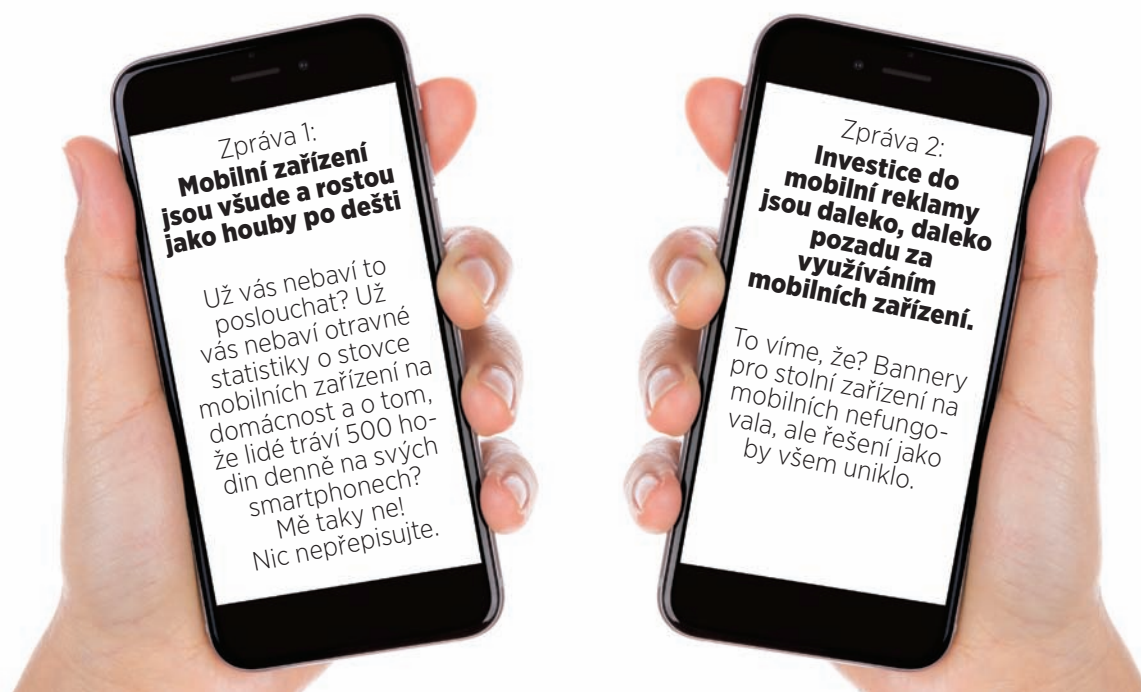 Zpráva 1:
Mobilní zařízení
jsou všude a rostou
jako houby po dešti
Už vás nebaví to
poslouchat? Už
vás nebaví otravné
statistiky o stovce
mobilních zařízení na
domácnost a o tom,
že lidé tráví 500 ho-
din denně na svých
smartphonech?
Mě taky ne!
Nic nepřepisujte.
Zpráva 2:
Investice do
mobilní reklamy
jsou daleko, daleko
pozadu za
využíváním
mobilních zařízení.
To víme, že? Bannery
pro stolní zařízení na
mobilních nefungo-
vala, ale řešení jako
by všem uniklo.